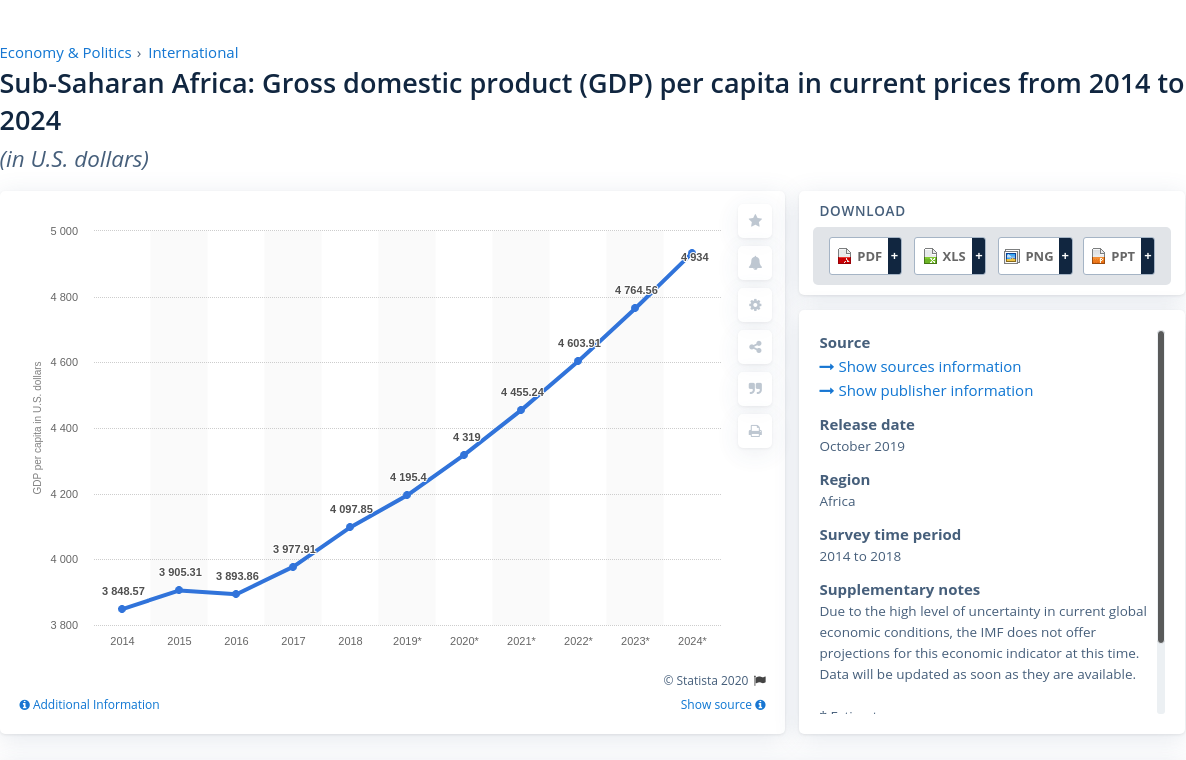 Economy & Politics › International
Sub-Saharan Africa: Gross domestic product (GDP) per capita in current prices from 2014 to
2024
(in U.S. dollars)
5 000
4 800
4 600
4 400
4 200
4 000
3 800
GDP per capita in U.S. dollars
3 848.57
3 905.31
3 893.86
3 977.91
4 097.85
4 195.4
4 319
4 455.24
4 603.91
4 764.56
4 934
2014 2015 2016 2017 2018 2019* 2020* 2021* 2022* 2023* 2024*
© Statista 2020
Additional Information
Show source
DOWNLOAD
PDF + XLS + PNG + PPT +
Source
Show sources information
Show publisher information
Release date
October 2019
Region
Africa
Survey time period
2014 to 2018
Supplementary notes
Due to the high level of uncertainty in current global
economic conditions, the IMF does not offer
projections for this economic indicator at this time.
Data will be updated as soon as they are available.